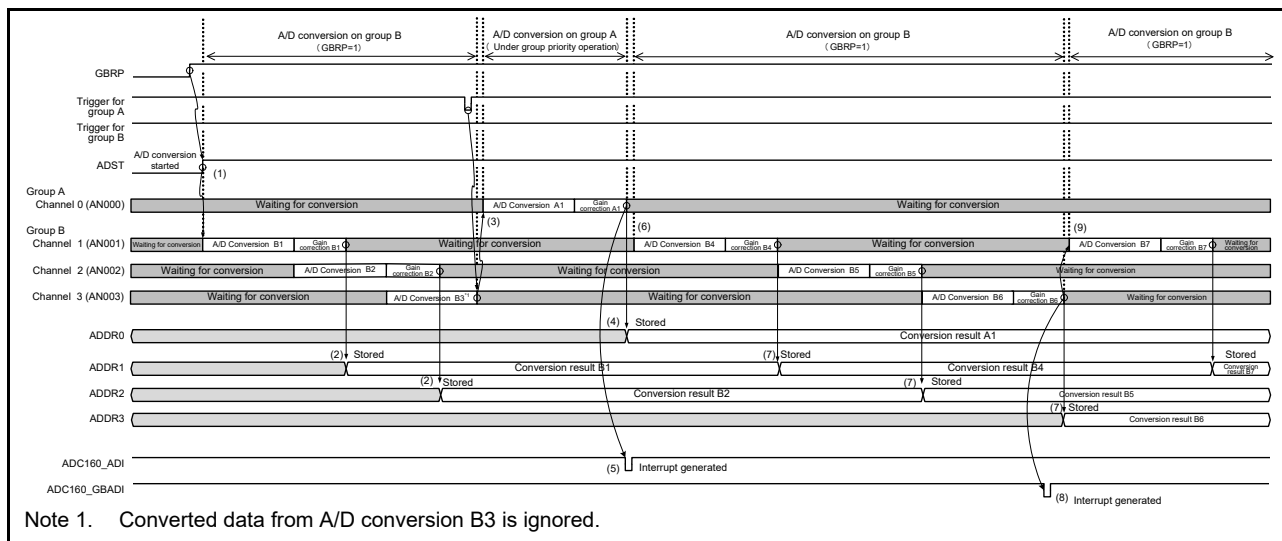 A/D conversion on group B
(GBRP=1)
A/D conversion on group A
(Under group priority operation)
A/D conversion on group B
(GBRP=1)
A/D conversion on group B
(GBRP=1)
GBRP
Trigger for
group A
Trigger for
group B
A/D conversion
started
ADST
(1)
Group A
Channel 0 (AN000)
Waiting for conversion
A/D Conversion A1
Gain
correction A1
Waiting for conversion
(3)
(6)
(9)
Group B
Channel 1 (AN001)
Waiting for conversion
A/D Conversion B1
Gain
correction B1
Waiting for conversion
A/D Conversion B4
Gain
correction B4
Waiting for conversion
A/D Conversion B7
Gain
correction B7
Waiting for
conversion
Channel 2 (AN002)
Waiting for conversion
A/D Conversion B2
Gain
correction B2
Waiting for conversion
A/D Conversion B5
Gain
correction B5
Waiting for conversion
Channel 3 (AN003)
Waiting for conversion
A/D Conversion B3*1
Waiting for conversion
A/D Conversion B6
Gain
correction B6
Waiting for conversion
(4) Stored
ADDR0
Conversion result A1
(2) Stored
(7) Stored
Stored
ADDR1
Conversion result B1
Conversion result B4
Conversion
result B7
(2) Stored
(7) Stored
ADDR2
Conversion result B2
Conversion result B5
(7) Stored
ADDR3
Conversion result B6
ADC160_ADI
(5) Interrupt generated
ADC160_GBADI
(8) Interrupt generated
Note 1. Converted data from A/D conversion B3 is ignored.